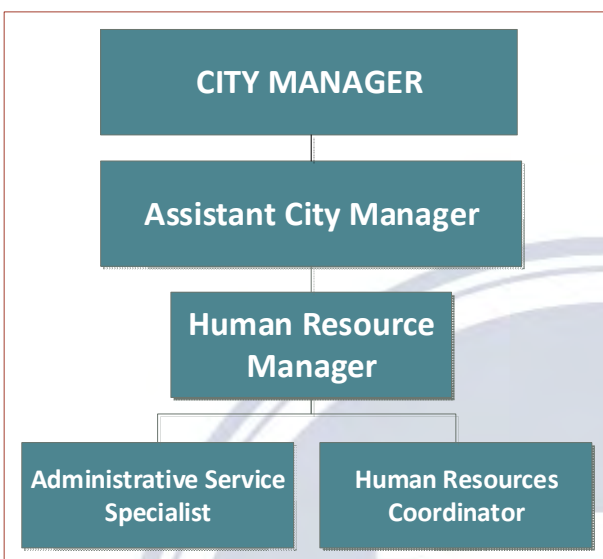 CITY MANAGER
Assistant City Manager
Human Resource
Manager
Administrative Service
Specialist
Human Resources
Coordinator